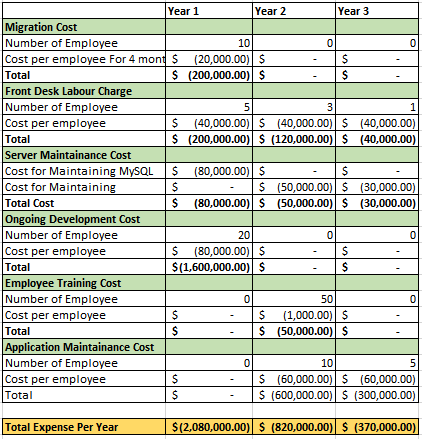 Year 1 Year 2 Year 3
Migration Cost
Number of Employee 10 0 0
Cost per employee For 4 mont $ (20,000.00) $ - $ -
Total $ (200,000.00) $ - $ -
Front Desk Labour Charge
Number of Employee 5 3 1
Cost per employee $ (40,000.00) $ (40,000.00) $ (40,000.00)
Total $ (200,000.00) $ (120,000.00) $ (40,000.00)
Server Maintainance Cost
Cost for Maintaining MySQL $ (80,000.00) $ - $ -
Cost for Maintaining $ - $ (50,000.00) $ (30,000.00)
Total Cost $ (80,000.00) $ (50,000.00) $ (30,000.00)
Ongoing Development Cost
Number of Employee 20 0 0
Cost per employee $ (80,000.00) $ - $ -
Total $(1,600,000.00) $ - $ -
Employee Training Cost
Number of Employee 0 50 0
Cost per employee $ - $ (1,000.00) $ -
Total $ - $ (50,000.00) $ -
Application Maintainance Cost
Number of Employee 0 10 5
Cost per employee $ - $ (60,000.00) $ (60,000.00)
Total $ - $ (600,000.00) $ (300,000.00)
Total Expense Per Year $(2,080,000.00) $ (820,000.00) $ (370,000.00)